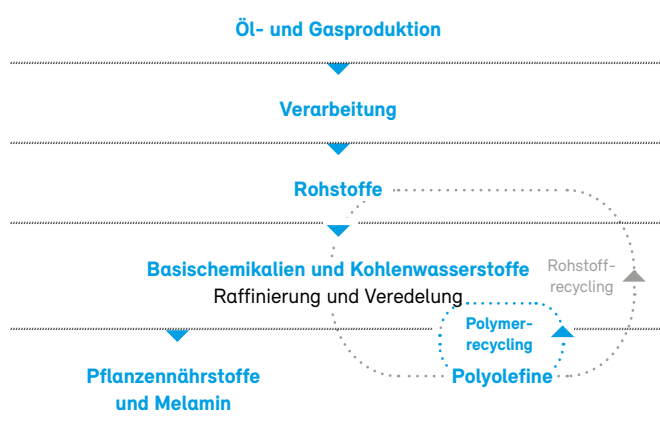 Öl- und Gasproduktion
Verarbeitung
Rohstoffe
Basischemikalien und Kohlenwasserstoffe
Raffinierung und Veredelung
Rohstoff-
recycling
Polymer-
recycling
Pflanzennährstoffe
und Melamin
Polyolefine